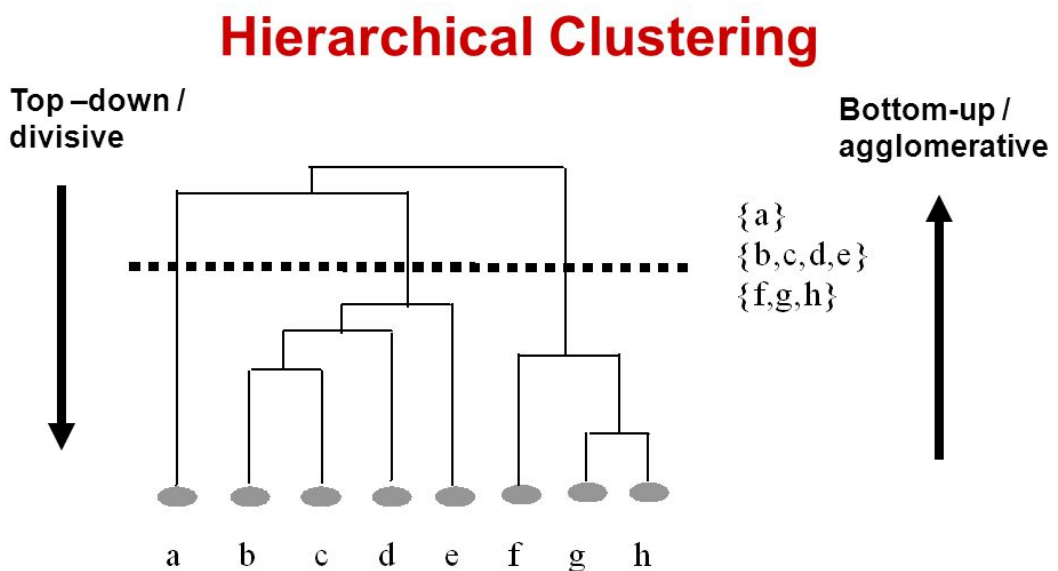 Hierarchical Clustering
Top –down /
divisive
Bottom-up /
agglomerative
{a}
{b,c,d,e}
{f,g,h}
a b c d e f g h